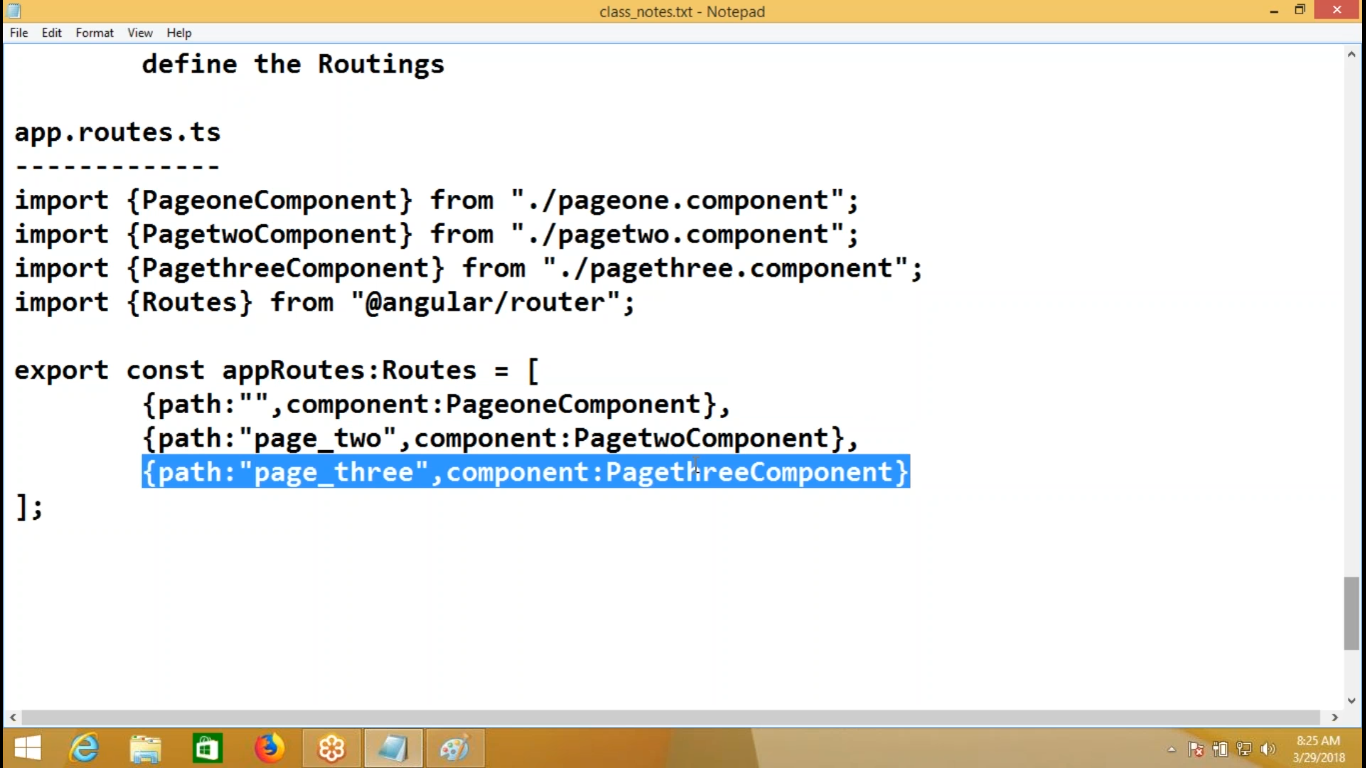 class_notes.txt - Notepad
File Edit Format View Help
define the Routings
app.routes.ts
-------------
import {PageoneComponent} from "./pageone.component";
import {PagetwoComponent} from "./pagetwo.component";
import {PagethreeComponent} from "./pagethree.component";
import {Routes} from "@angular/router";
export const appRoutes:Routes = [
{path:"",component:PageoneComponent},
{path:"page_two",component:PagetwoComponent},
{path:"page_three",component:PagethreeComponent}
];
8:25 AM
3/29/2018